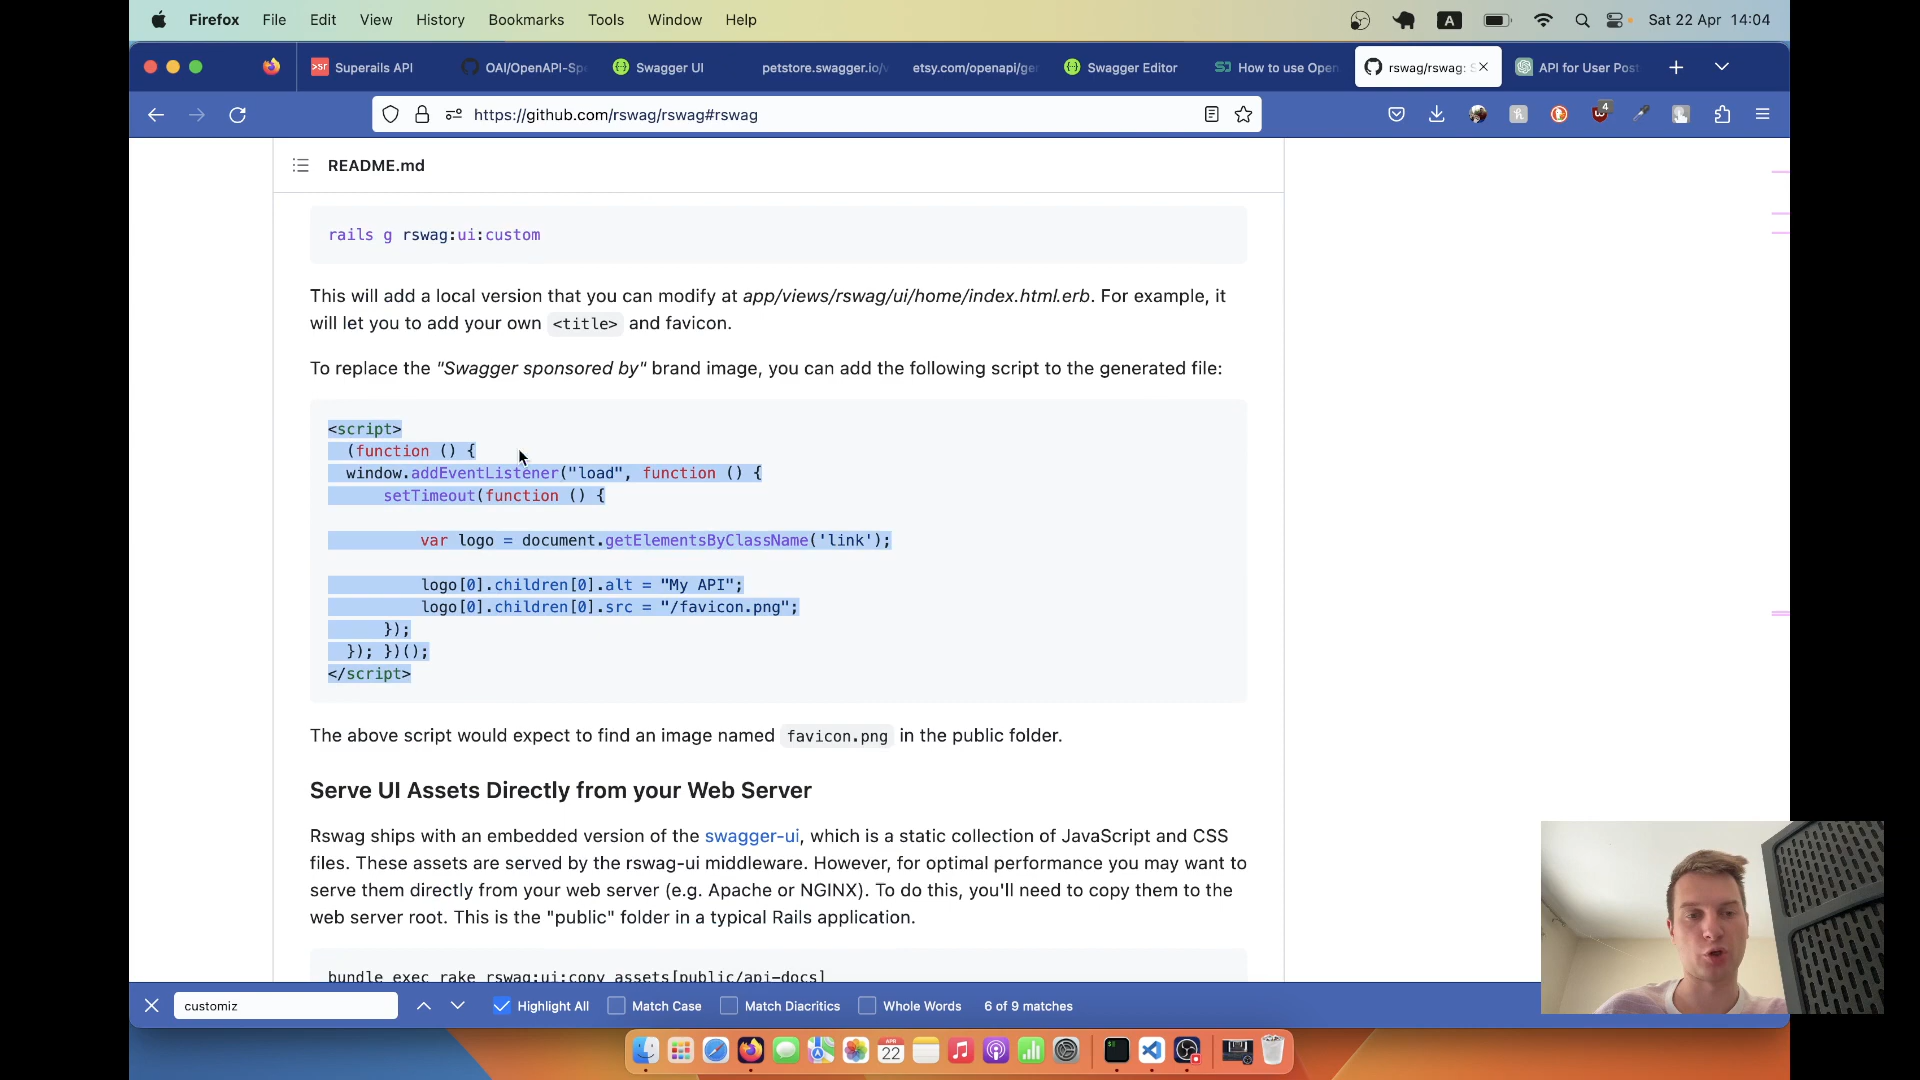 Firefox File Edit View History Bookmarks Tools Window Help A Sat 22 Apr 14:04
>sr Superails API OAI/OpenAPI-Sp Swagger UI petstore.swagger.io/v etsy.com/openapi/ger Swagger Editor SJ How to use Open rswag/rswag: S API for User Post
https://github.com/rswag/rswag#rswag 4
README.md
rails g rswag:ui:custom
This will add a local version that you can modify at app/views/rswag/ui/home/index.html.erb. For example, it
will let you to add your own <title> and favicon.
To replace the "Swagger sponsored by" brand image, you can add the following script to the generated file:
<script>
(function () {
window.addEventListener("load", function () {
setTimeout(function () {
var logo = document.getElementsByClassName('link');
logo[0].children[0].alt = "My API";
logo[0].children[0].src = "/favicon.png";
});
}); })();
</script>
The above script would expect to find an image named favicon.png in the public folder.
Serve UI Assets Directly from your Web Server
Rswag ships with an embedded version of the swagger-ui, which is a static collection of JavaScript and CSS
files. These assets are served by the rswag-ui middleware. However, for optimal performance you may want to
serve them directly from your web server (e.g. Apache or NGINX). To do this, you'll need to copy them to the
web server root. This is the "public" folder in a typical Rails application.
bundle exec rake rswag:ui:copy_assets[public/api-docs]
customiz Highlight All Match Case Match Diacritics Whole Words 6 of 9 matches
APR
22